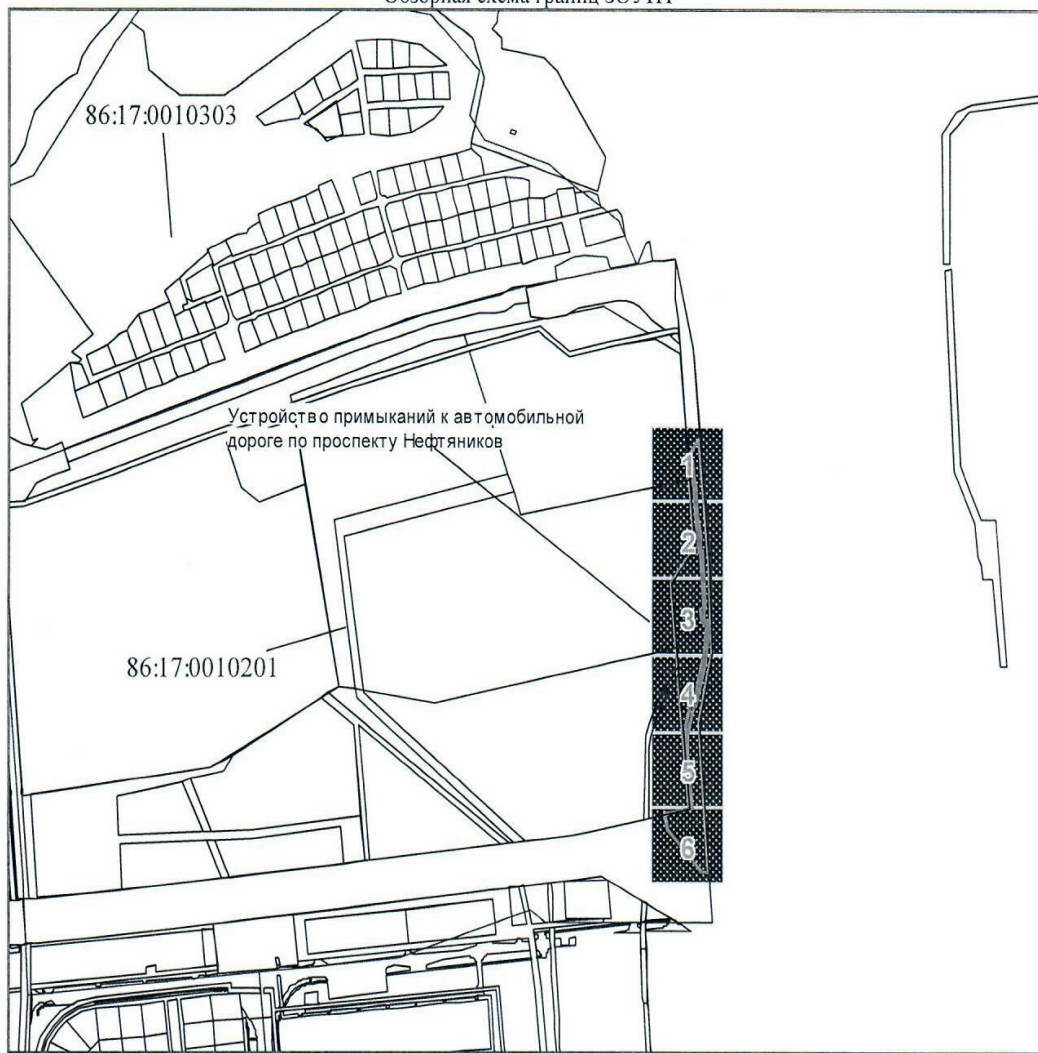 Обзорная схема границ ЗОУИТ
86:17:0010303
Устройство примыканий к автомобильной
дороге по проспекту Нефтяников
1
2
3
86:17:0010201
4
5
6